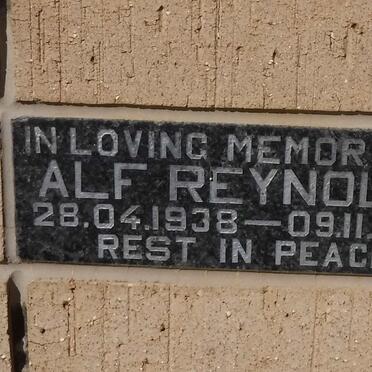 IN LOVING MEMOR
ALF REYNOL
28.04.1938 — 09.11.
REST IN PEAC